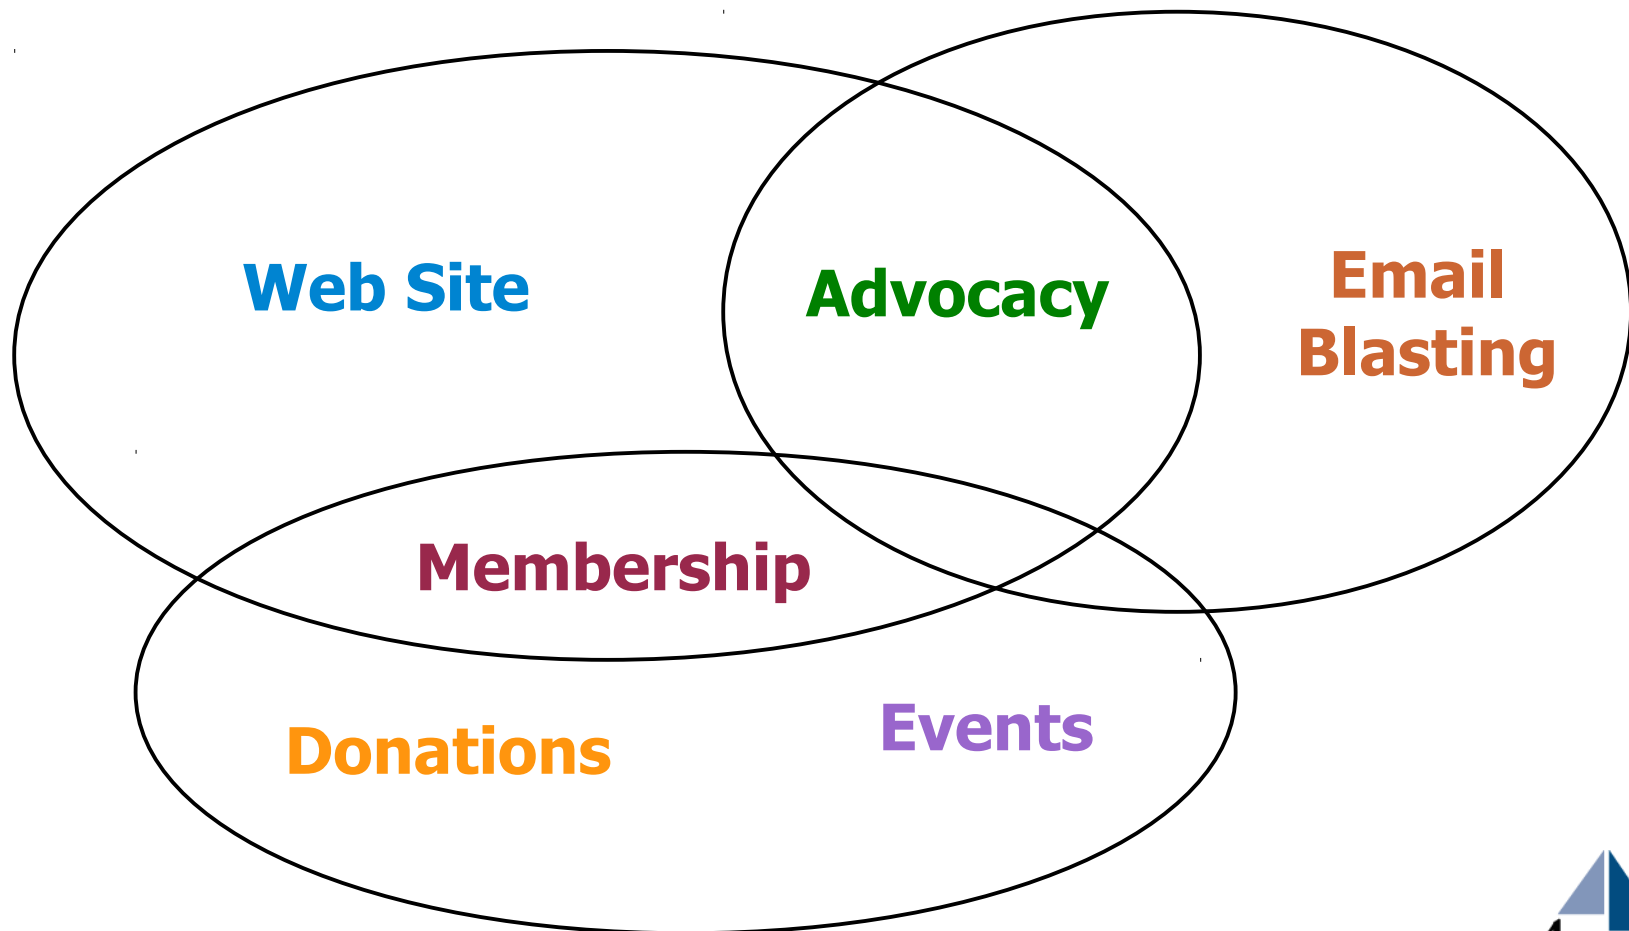 Web Site
Advocacy
Email
Blasting
Membership
Donations
Events